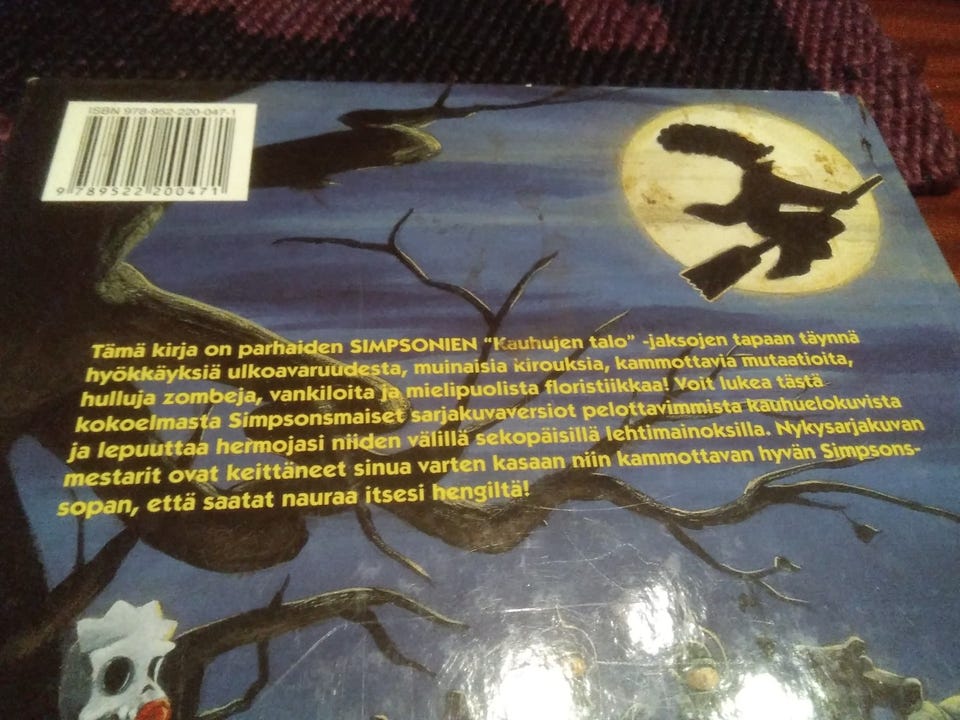 ISBN 978-952-220-047-1
9 789522 200471
Tämä kirja on parhaiden SIMPSONIEN "Kauhujen talo" -jaksojen tapaan täynnä
hyökkäyksiä ulkoavaruudesta, muinaisia kirouksia, kammottavia mutaatioita,
hulluja zombeja, vankiloita ja mielipuolista floristiikkaa! Voit lukea tästä
kokoelmasta Simpsonsmaiset sarjakuvaversiot pelottavimmista kauhuelokuvista
ja lepuuttaa hermojasi niiden välillä sekopäisillä lehtimainoksilla. Nykysarjakuvan
mestarit ovat keittäneet sinua varten kasaan niin kammottavan hyvän Simpsons-
sopan, että saatat nauraa itsesi hengiltä!